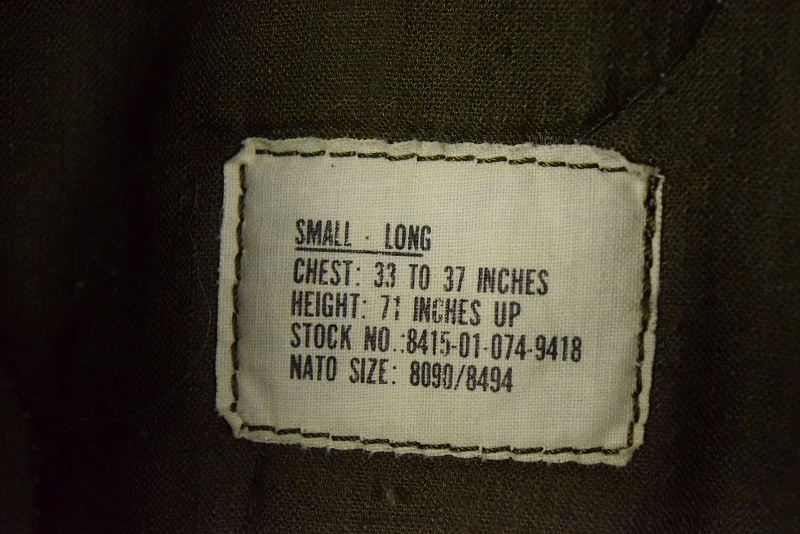 SMALL - LONG
CHEST: 33 TO 37 INCHES
HEIGHT: 71 INCHES UP
STOCK NO.:8415-01-074-9418
NATO SIZE: 8090/8494